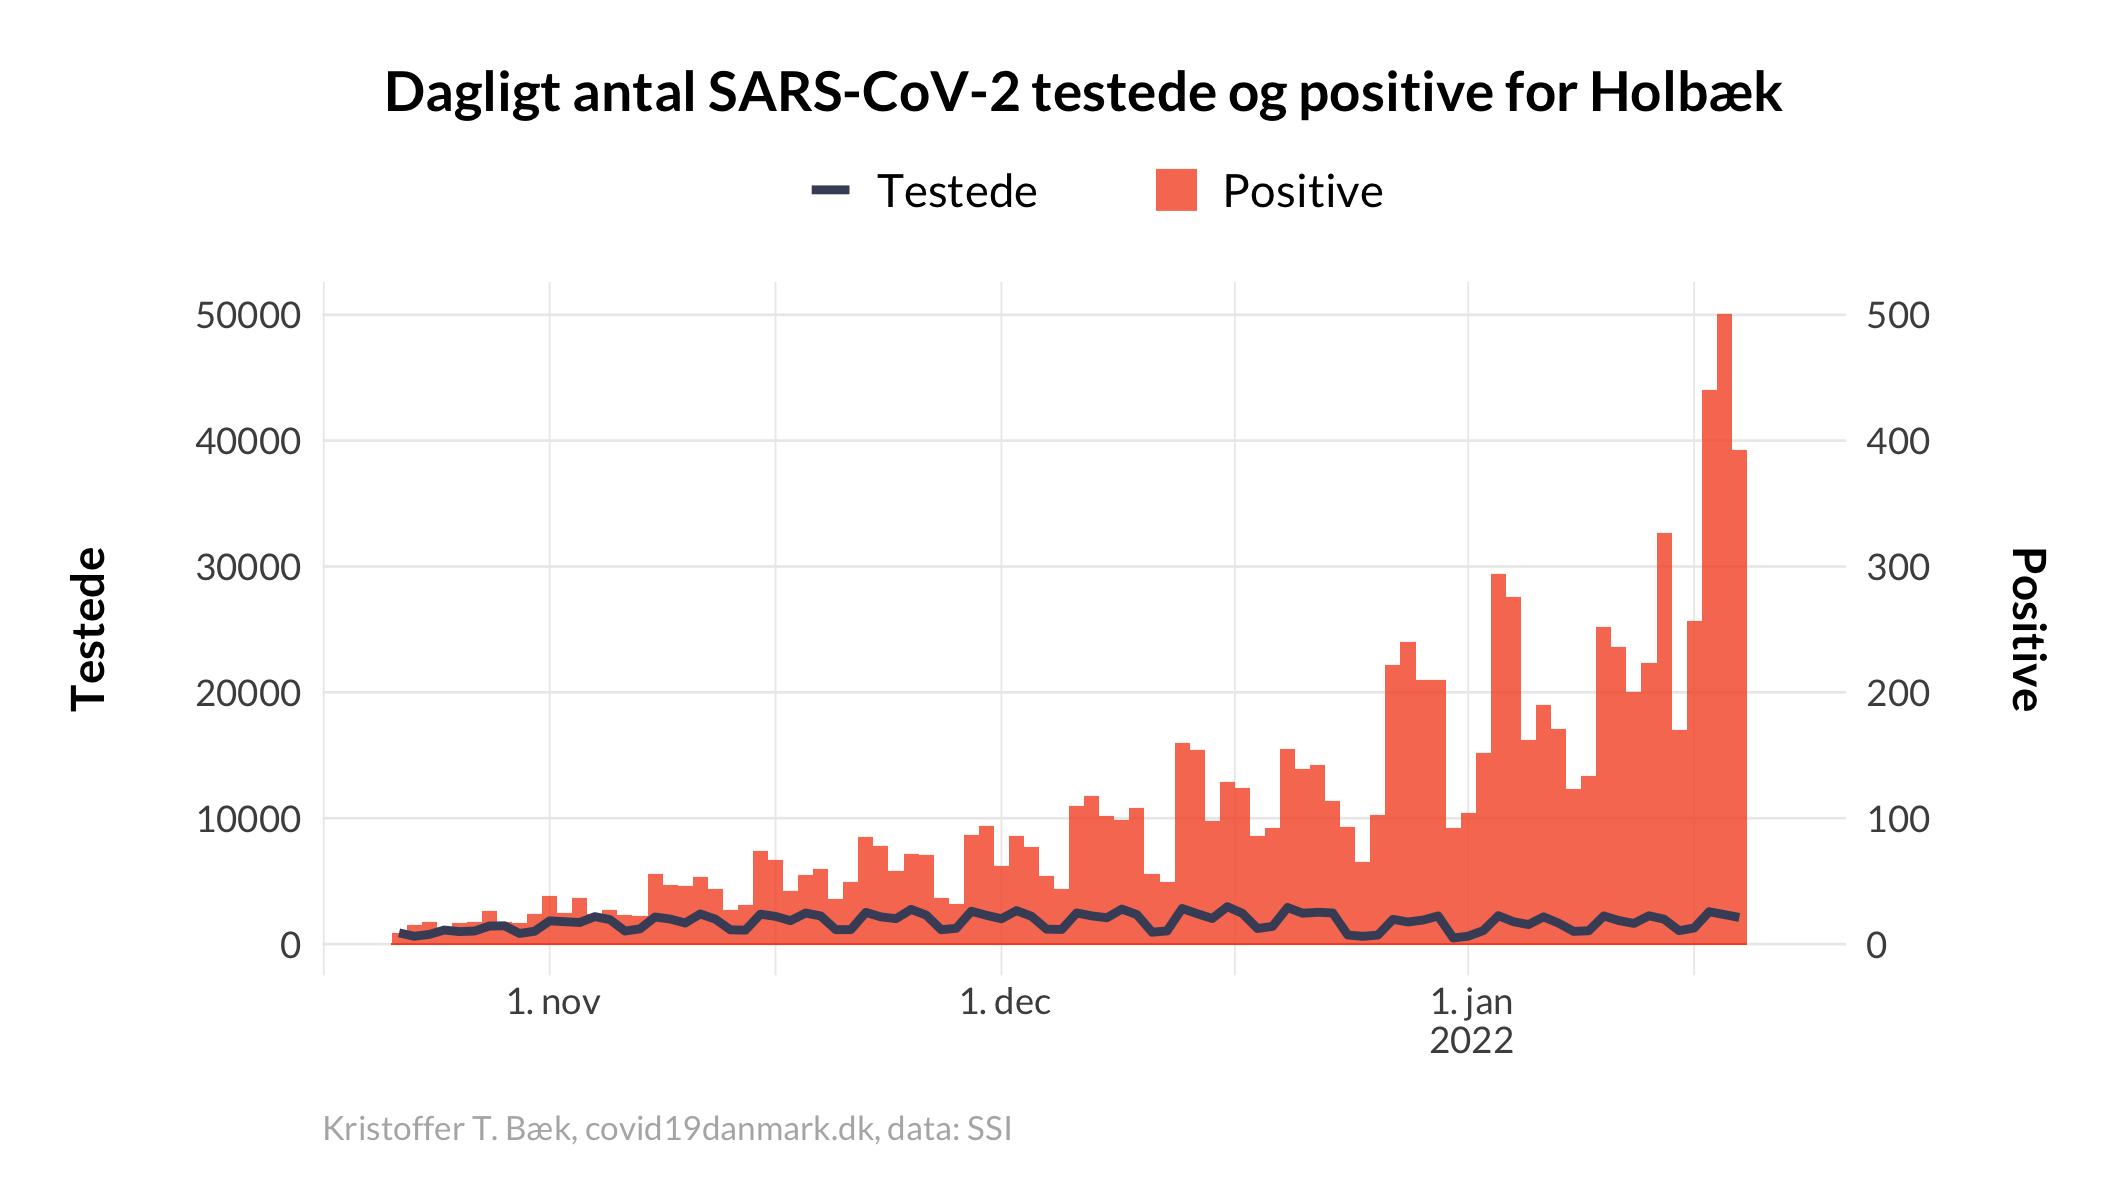 Dagligt antal SARS-CoV-2 testede og positive for Holbæk
Testede
Positive
50000
40000
30000
20000
10000
0
500
400
300
200
100
0
Testede
Positive
1. nov
1. dec
1. jan
2022
Kristoffer T. Bæk, covid19danmark.dk, data: SSI